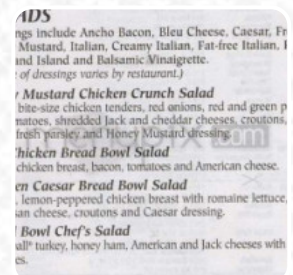 ADS
ngs include Ancho Bacon, Bleu Cheese, Caesar, Fr
Mustard, Italian, Creamy Italian, Fat-free Italian,
and Island and Balsamic Vinaigrette.
of dressings varies by restaurant.)
Mustard Chicken Crunch Salad
bite-size chicken tenders, red onions, red and green p
matoes, shredded Jack and cheddar cheeses, croutons,
fresh parsley and Honey Mustard dressing.
Chicken Bread Bowl Salad
chicken breast, bacon, tomatoes and American cheese.
en Caesar Bread Bowl Salad
, lemon-peppered chicken breast with romaine lettuce,
san cheese, croutons and Caesar dressing.
Bowl Chef's Salad
all* turkey, honey ham, American and Jack cheeses with
es.